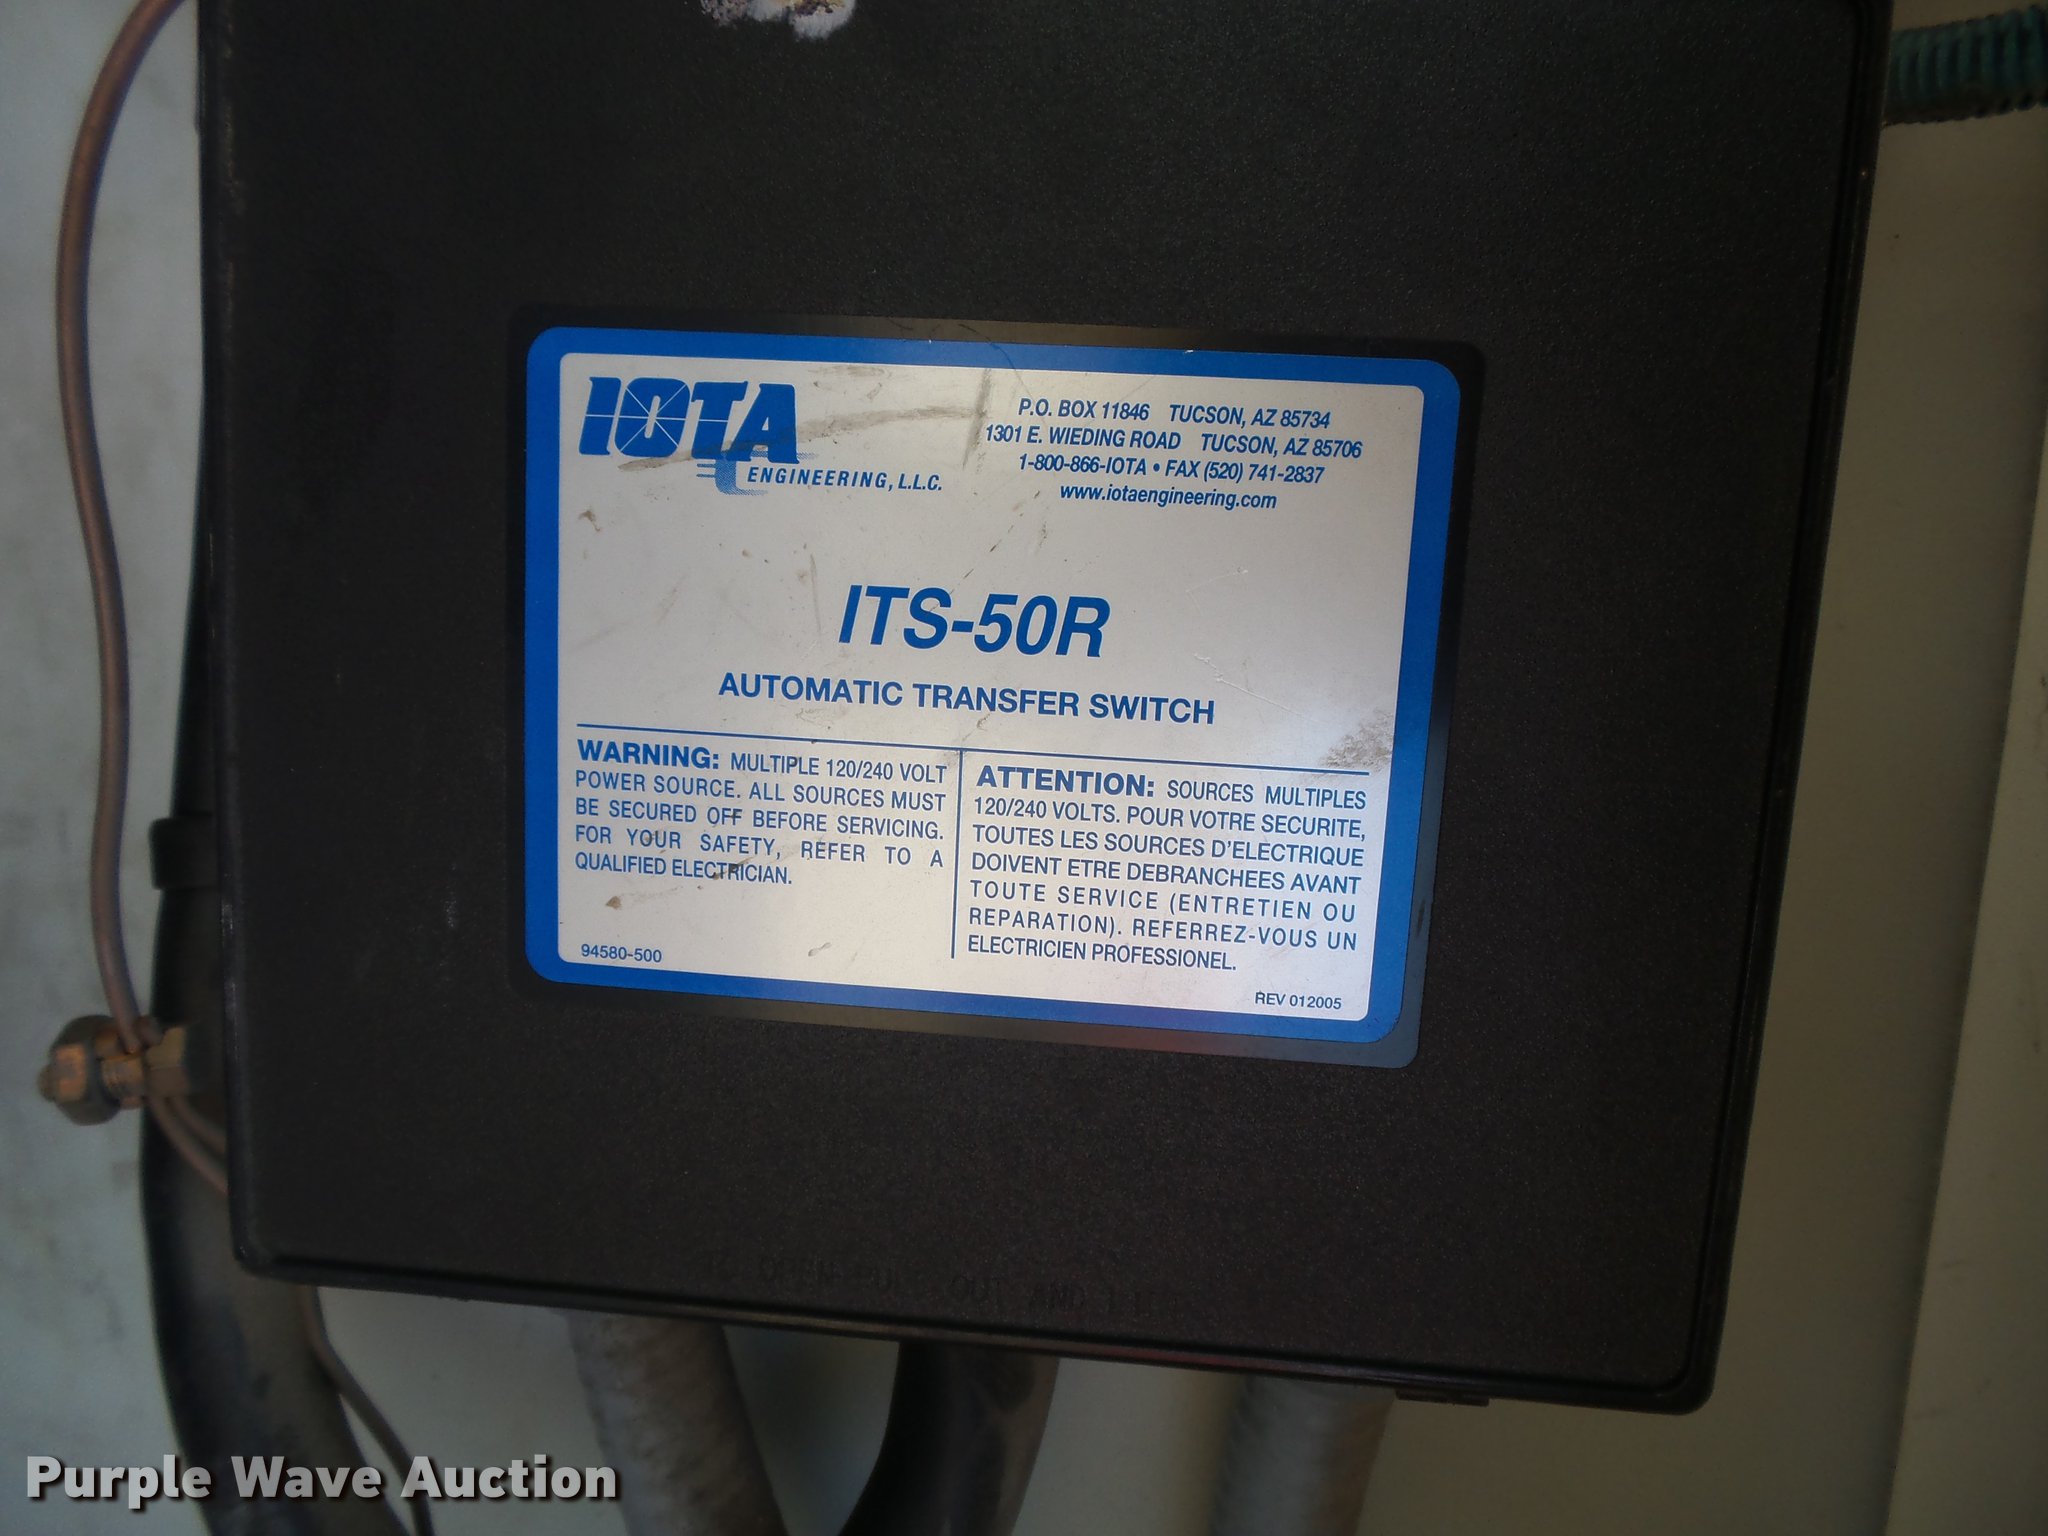 IOTA
ENGINEERING, L.L.C.
P.O. BOX 11846 TUCSON, AZ 85734
1301 E. WIEDING ROAD TUCSON, AZ 85706
1-800-866-IOTA • FAX (520) 741-2837
www.iotaengineering.com
ITS-50R
AUTOMATIC TRANSFER SWITCH
WARNING: MULTIPLE 120/240 VOLT
POWER SOURCE. ALL SOURCES MUST
BE SECURED OFF BEFORE SERVICING.
FOR YOUR SAFETY, REFER TO A
QUALIFIED ELECTRICIAN.
94580-500
ATTENTION: SOURCES MULTIPLES
120/240 VOLTS. POUR VOTRE SECURITE,
TOUTES LES SOURCES D'ELECTRIQUE
DOIVENT ETRE DEBRANCHEES AVANT
TOUTE SERVICE (ENTRETIEN OU
REPARATION). REFERREZ-VOUS UN
ELECTRICIEN PROFESSIONEL.
REV 012005
OPEN OUT AND
Purple Wave Auction